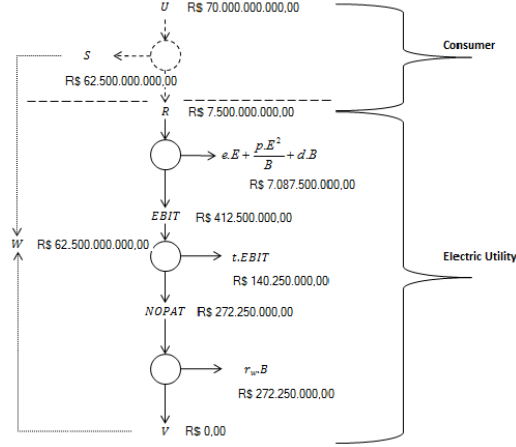 U R$ 70.000.000.000,00
Consumer
S
R$ 62.500.000.000,00
R R$ 7.500.000.000,00
e.E + p.E²/B + d.B
R$ 7.087.500.000,00
EBIT R$ 412.500.000,00
W R$ 62.500.000.000,00
t.EBIT
Electric Utility
R$ 140.250.000,00
NOPAT R$ 272.250.000,00
r_w.B
R$ 272.250.000,00
V R$ 0,00